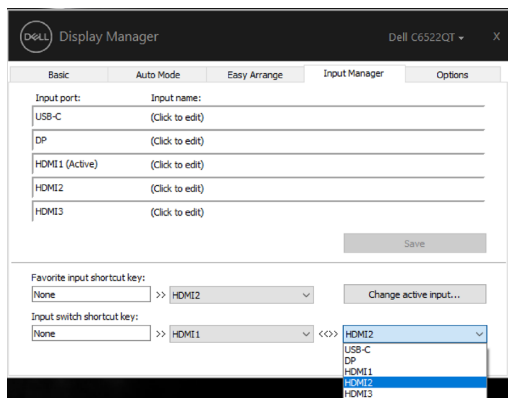 DELL Display Manager Dell C6522QT X
Basic Auto Mode Easy Arrange Input Manager Options
Input port: Input name:
USB-C (Click to edit)
DP (Click to edit)
HDMI1 (Active) (Click to edit)
HDMI2 (Click to edit)
HDMI3 (Click to edit)
Save
Favorite input shortcut key:
None >> HDMI2 Change active input...
Input switch shortcut key:
None >> HDMI1 <<>> HDMI2
USB-C
DP
HDMI1
HDMI2
HDMI3